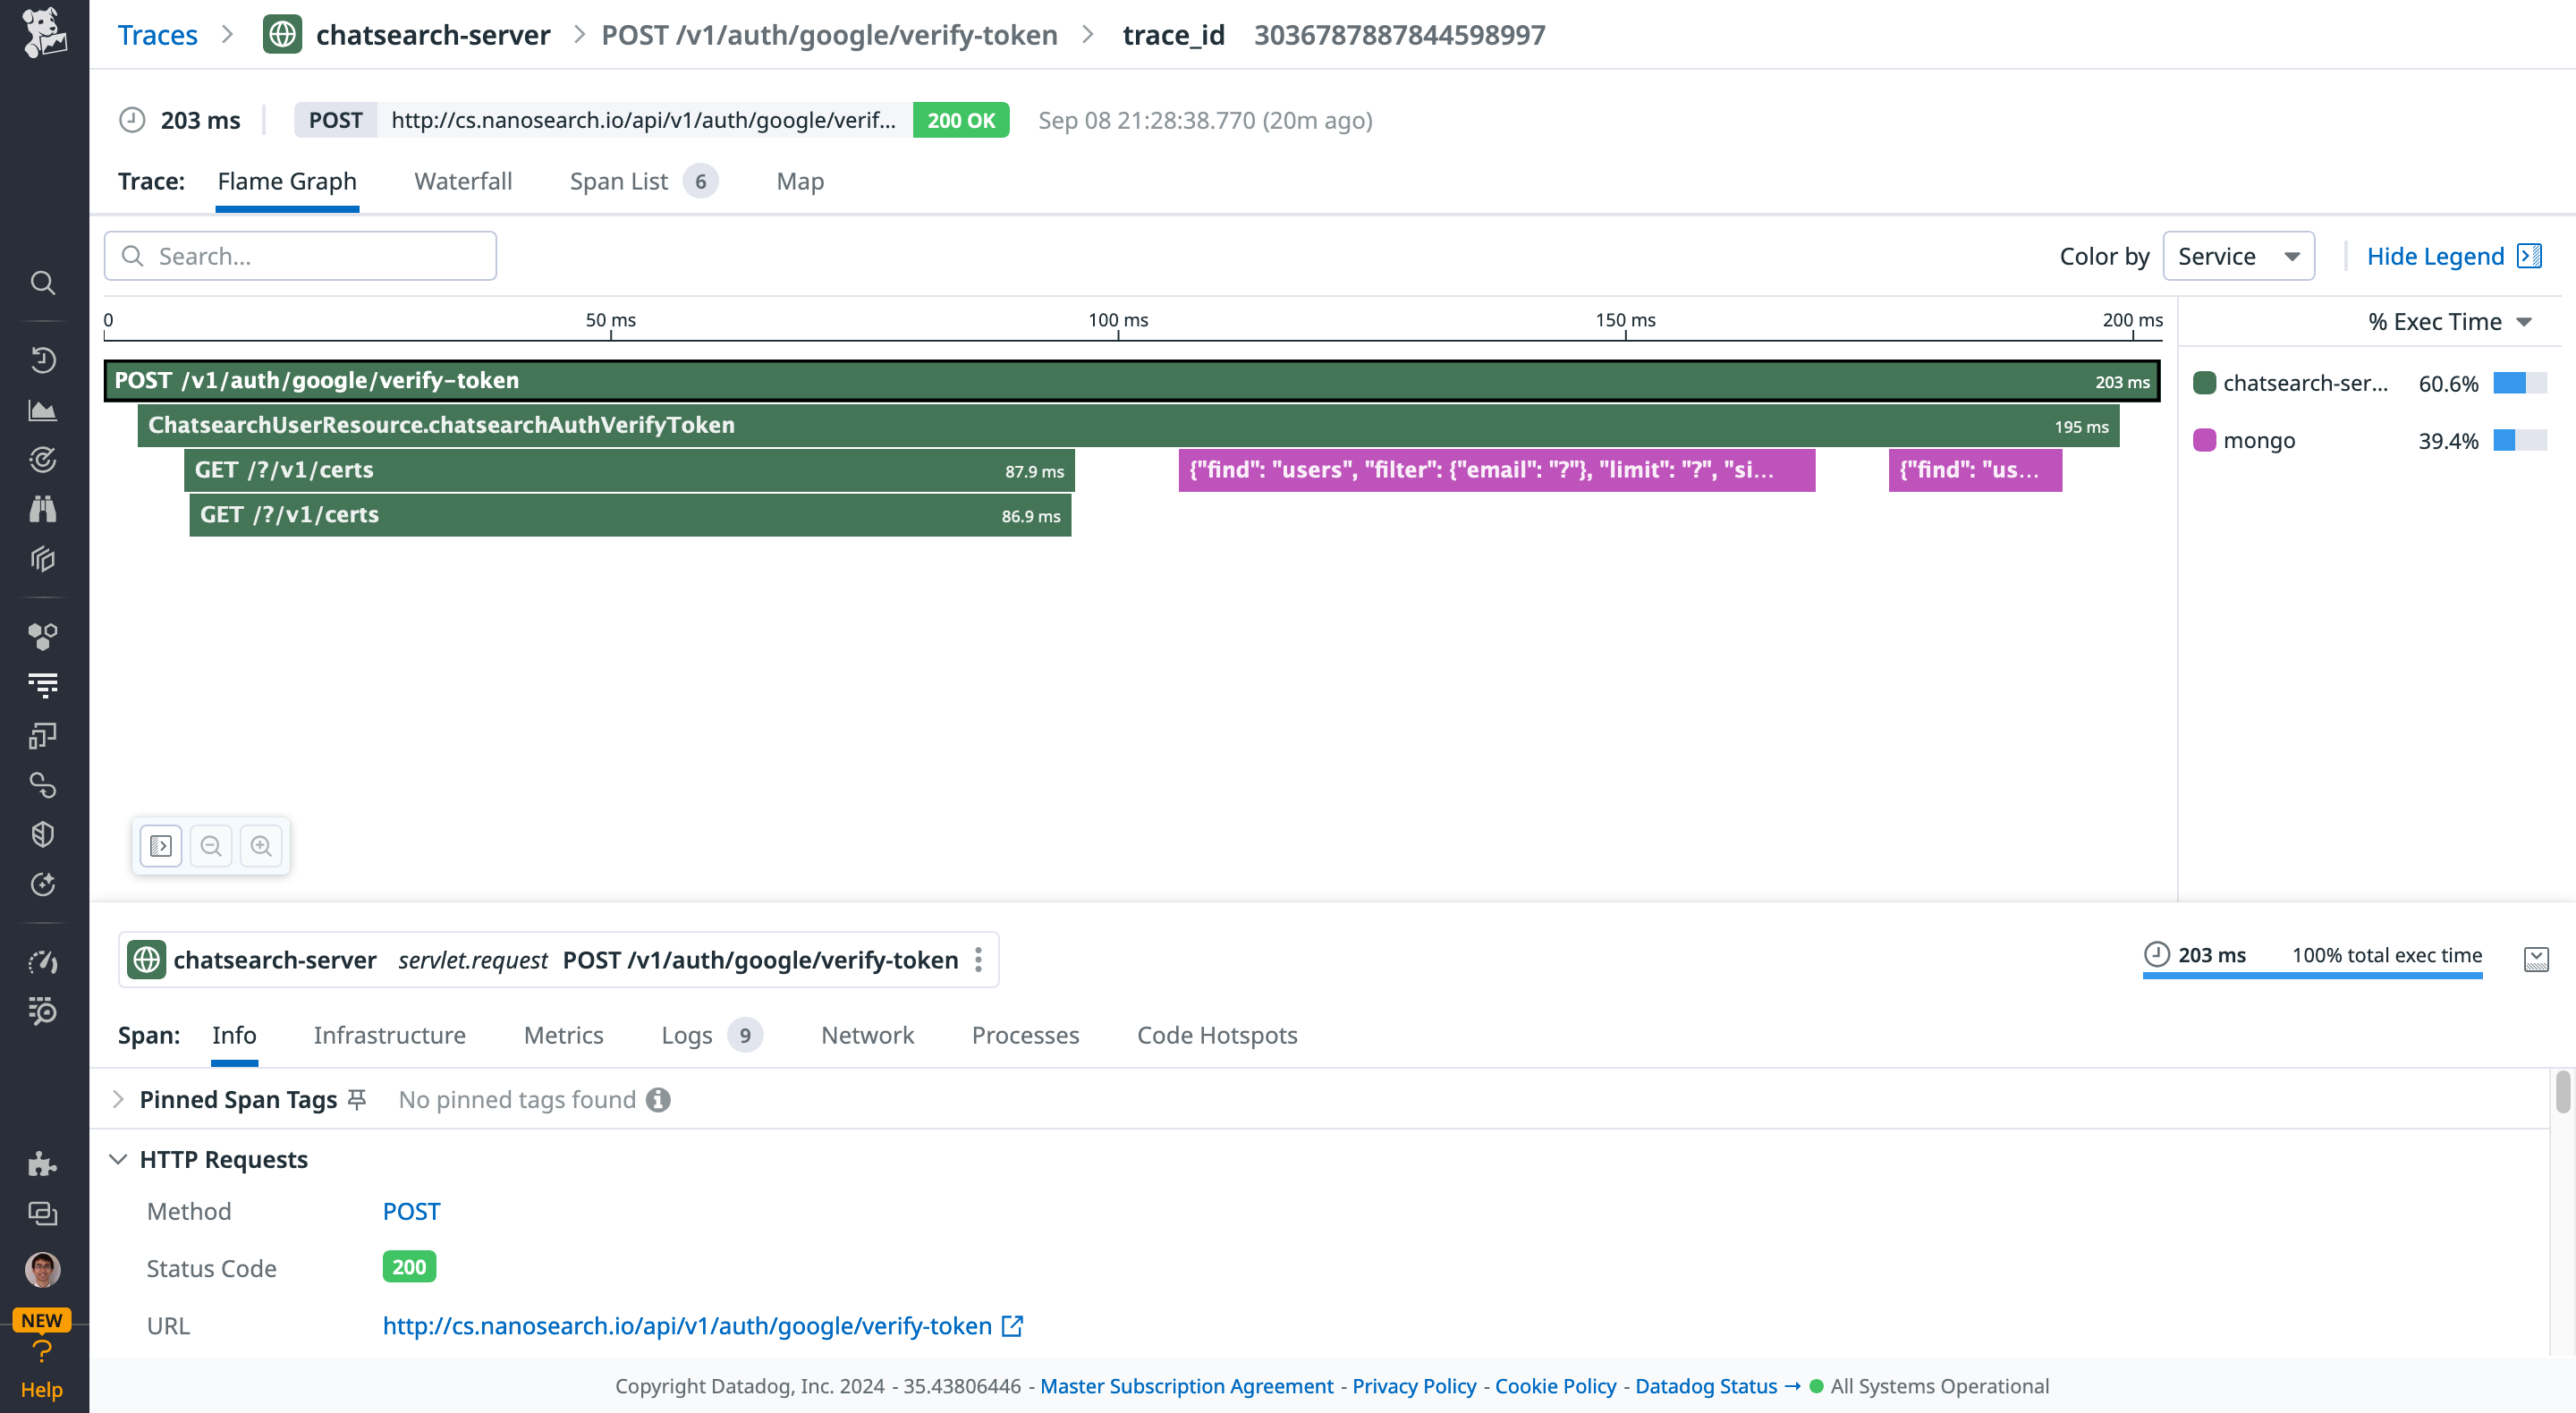 Traces chatsearch-server POST /v1/auth/google/verify-token trace_id 3036787887844598997
203 ms POST http://cs.nanosearch.io/api/v1/auth/google/verif... 200 OK Sep 08 21:28:38.770 (20m ago)
Trace: Flame Graph Waterfall Span List 6 Map
Search... Color by Service Hide Legend
0 50 ms 100 ms 150 ms 200 ms % Exec Time
POST /v1/auth/google/verify-token 203 ms chatsearch-ser... 60.6%
ChatsearchUserResource.chatsearchAuthVerifyToken 195 ms mongo 39.4%
GET /?/v1/certs 87.9 ms {"find": "users", "filter": {"email": "?"}, "limit": "?", "si... {"find": "us...
GET /?/v1/certs 86.9 ms
chatsearch-server servlet.request POST /v1/auth/google/verify-token 203 ms 100% total exec time
Span: Info Infrastructure Metrics Logs 9 Network Processes Code Hotspots
Pinned Span Tags No pinned tags found
HTTP Requests
Method POST
Status Code 200
URL http://cs.nanosearch.io/api/v1/auth/google/verify-token
NEW
Help
Copyright Datadog, Inc. 2024 - 35.43806446 - Master Subscription Agreement - Privacy Policy - Cookie Policy - Datadog Status → All Systems Operational